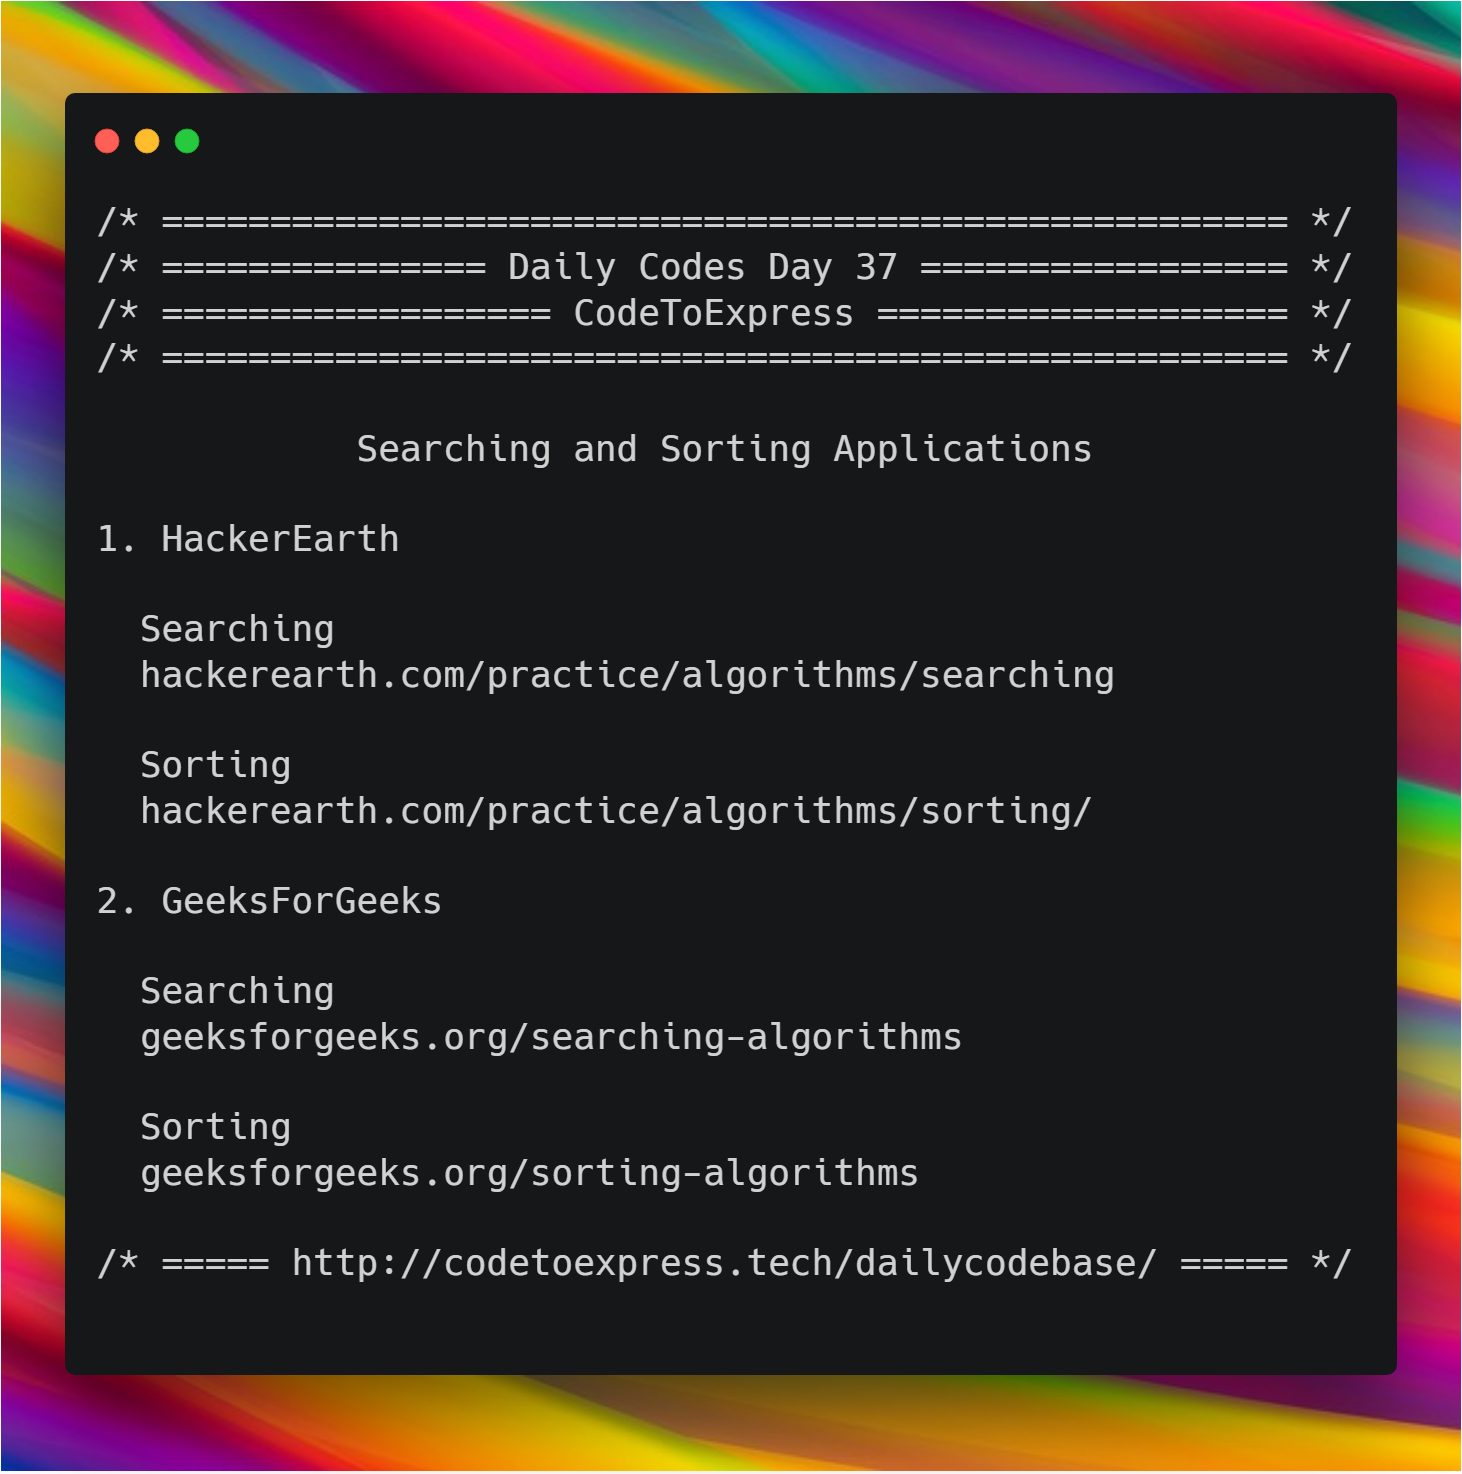 /* ==================================================== */
/* =============== Daily Codes Day 37 ================= */
/* ================== CodeToExpress =================== */
/* ==================================================== */
Searching and Sorting Applications
1. HackerEarth
Searching
hackerearth.com/practice/algorithms/searching
Sorting
hackerearth.com/practice/algorithms/sorting/
2. GeeksForGeeks
Searching
geeksforgeeks.org/searching-algorithms
Sorting
geeksforgeeks.org/sorting-algorithms
/* ===== http://codetoexpress.tech/dailycodebase/ ===== */